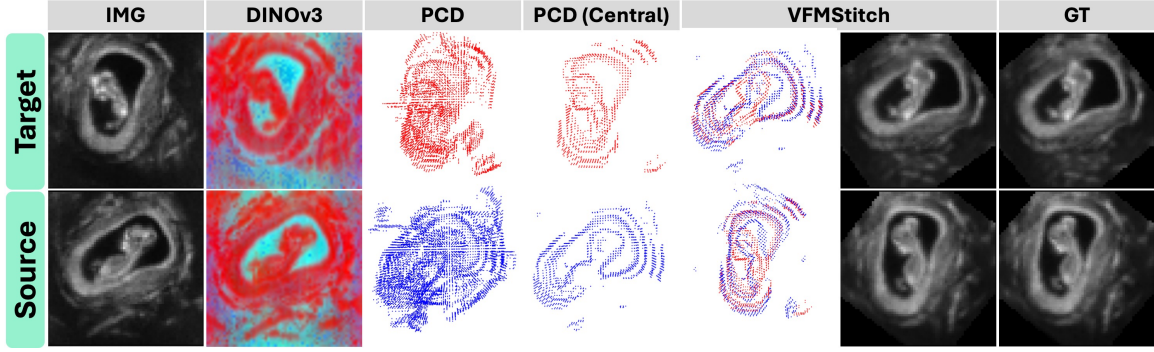 IMG DINOv3 PCD PCD (Central) VFMStitch GT
Target
Source